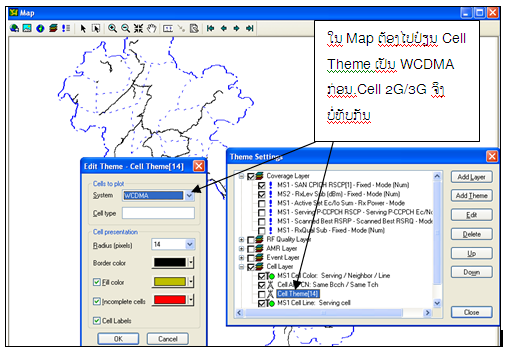 Map
ໃນ Map ຕ້ອງໄປປ່ຽນ Cell
Theme ເປັນ WCDMA
ກ່ອນ Cell 2G/3G ຈຶ່ງ
ບໍ່ທັບກັນ
Edit Theme - Cell Theme[14]
Cells to plot
System
WCDMA
Cell type
Cell presentation
Radius (pixels)
14
Border color
Fill color
Incomplete cells
Cell Labels
OK
Cancel
Theme Settings
Coverage Layer
MS1 - SAN CPICH RSCP[1] - Fixed - Mode (Num)
MS2 - RxLev Sub (dBm) - Fixed - Mode (Num)
MS1 - Active Set Ec/Io Sum - Rx Power - Mode
MS1 - Serving P-CCPCH RSCP - Serving P-CCPCH Ec/No
MS1 - Scanned Best RSRP - Scanned Best RSRQ - Mode
MS1 - RxQual Sub - Fixed - Mode (Num)
RF Quality Layer
AMR Layer
Event Layer
Cell Layer
MS1 Cell Color: Serving / Neighbor / Line
Cell ARFCN: Same Bcch / Same Tch
Cell Theme[14]
MS1 Cell Line: Serving cell
Add Layer
Add Theme
Edit
Delete
Up
Down
Close